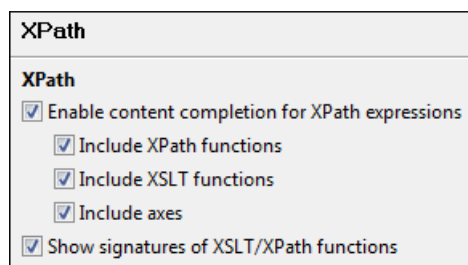 XPath
XPath
Enable content completion for XPath expressions
Include XPath functions
Include XSLT functions
Include axes
Show signatures of XSLT/XPath functions